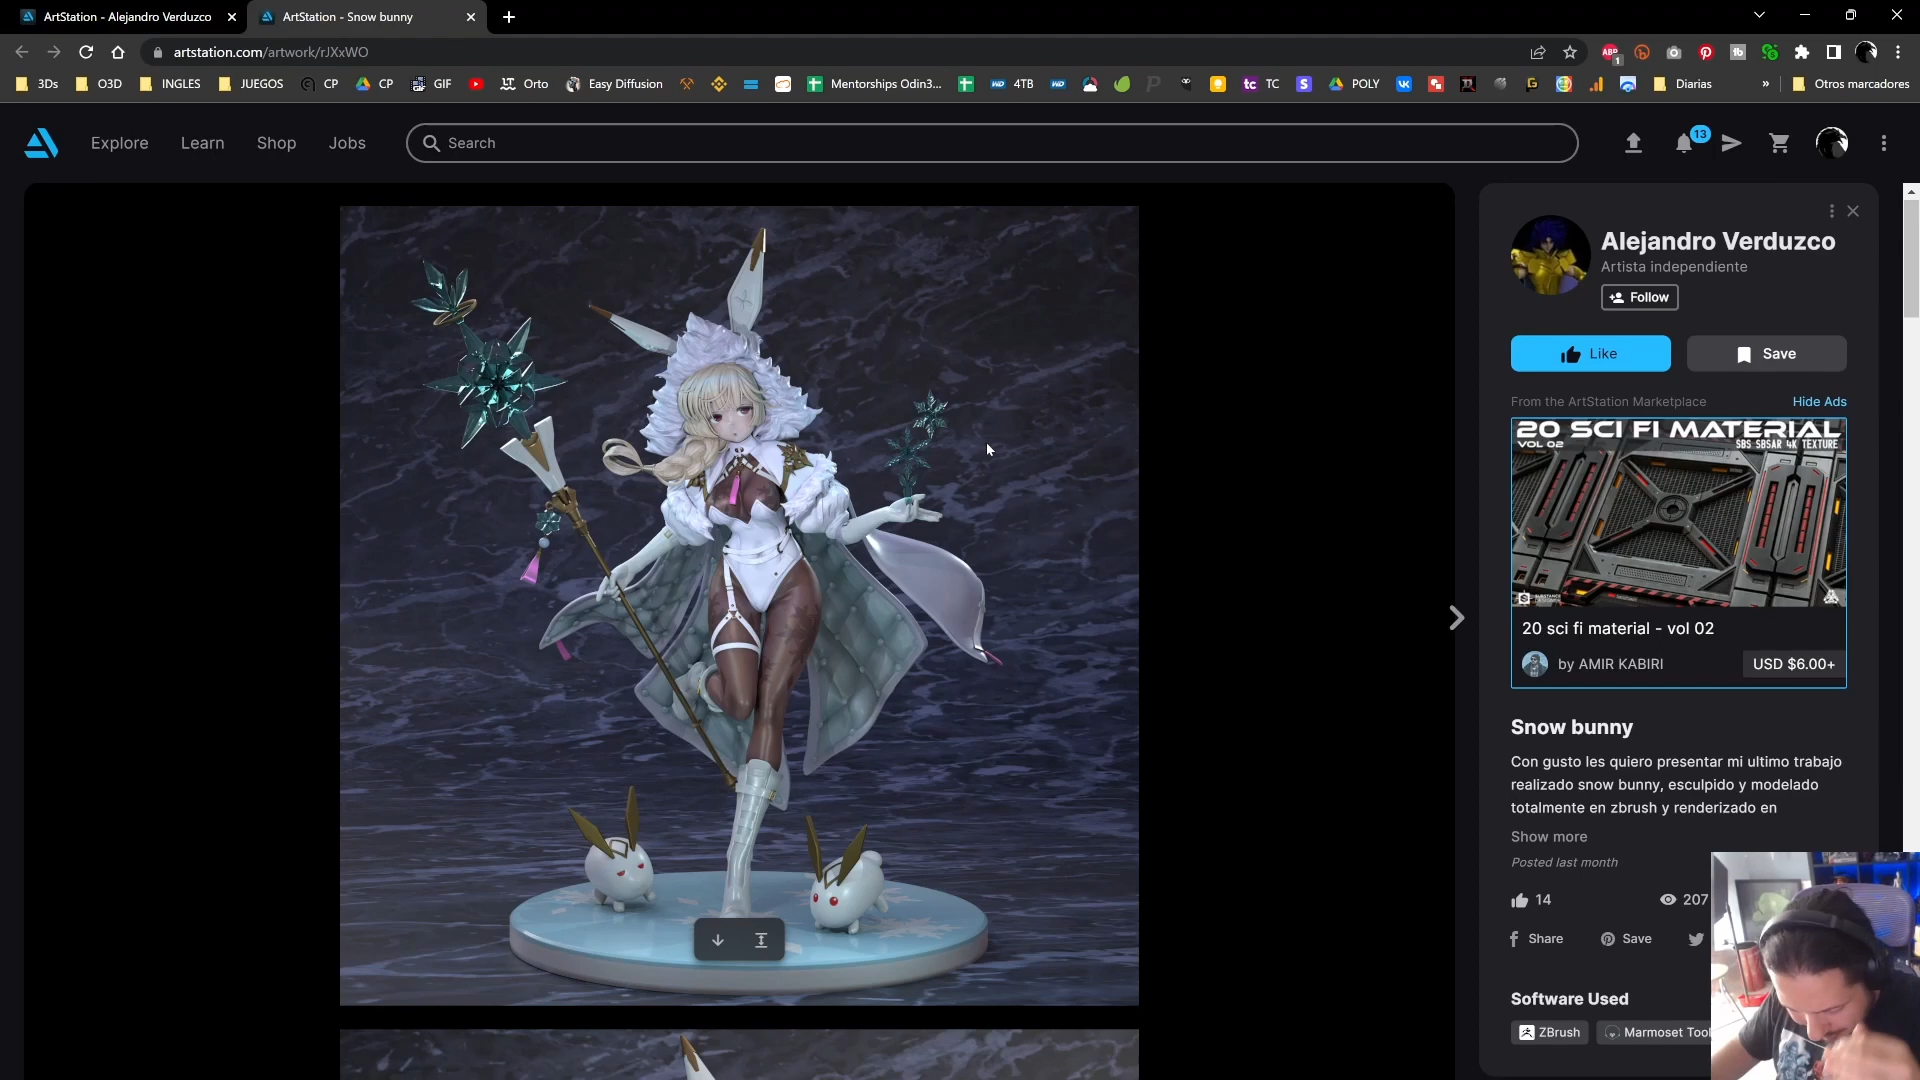 ArtStation - Alejandro Verduzco
ArtStation - Snow bunny
artstation.com/artwork/rJXxWO
ABP
1
3Ds
O3D
INGLES
JUEGOS
CP
CP
GIF
Orto
Easy Diffusion
Mentorships Odin3...
4TB
tc
TC
POLY
Diarias
»
Otros marcadores
Explore
Learn
Shop
Jobs
Search
13
Alejandro Verduzco
Artista independiente
Follow
Like
Save
From the ArtStation Marketplace
Hide Ads
20 SCI FI MATERIAL
VOL 02
SBS SBSAR 4K TEXTURE
20 sci fi material - vol 02
by AMIR KABIRI
USD $6.00+
Snow bunny
Con gusto les quiero presentar mi ultimo trabajo
realizado snow bunny, esculpido y modelado
totalmente en zbrush y renderizado en
Show more
Posted last month
14
207
Share
Save
Software Used
ZBrush
Marmoset Tool